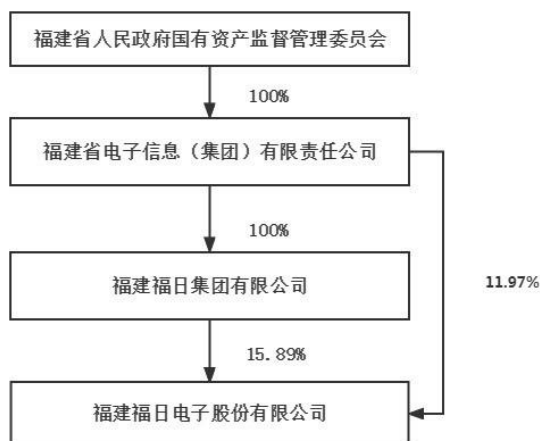 福建省人民政府国有资产监督管理委员会
100%
福建省电子信息（集团）有限责任公司
100%
福建福日集团有限公司
11.97%
15.89%
福建福日电子股份有限公司